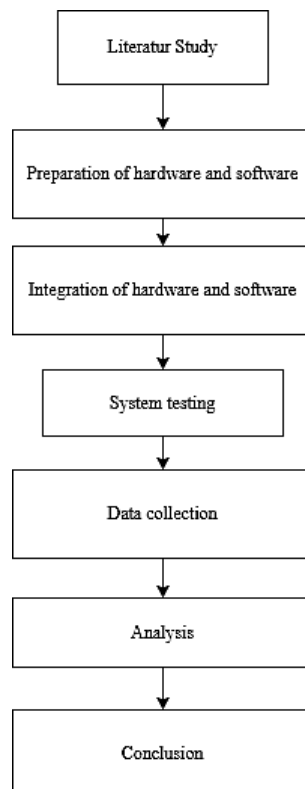 Literatur Study
Preparation of hardware and software
Integration of hardware and software
System testing
Data collection
Analysis
Conclusion